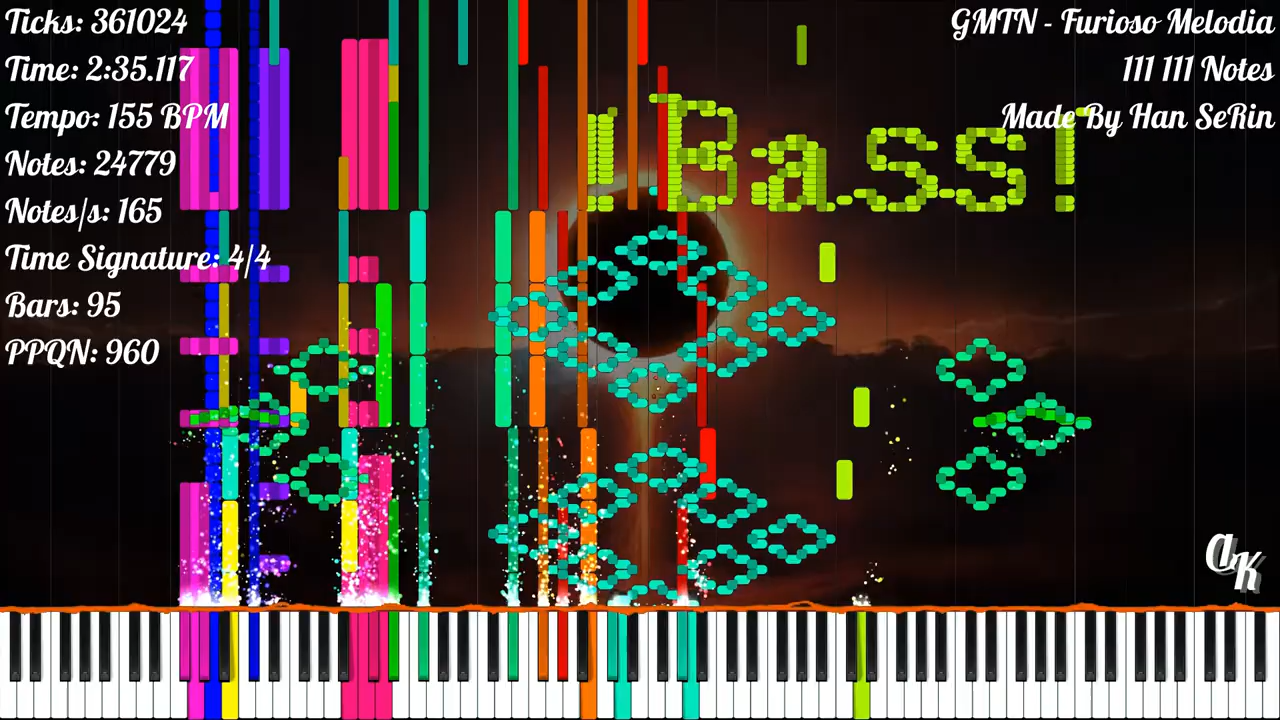 Ticks: 361024
Time: 2:35.117
Tempo: 155 BPM
Notes: 24779
Notes/s: 165
Time Signature: 4/4
Bars: 95
PPQN: 960
GMTN - Furioso Melodia
111 111 Notes
Made By Han SeRin
!Bass!
aK